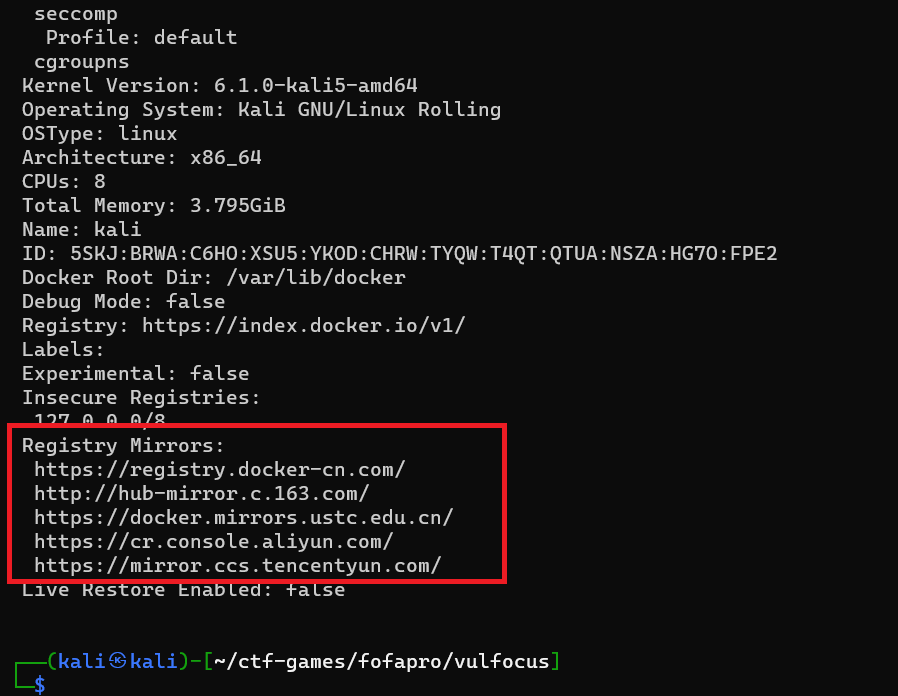 seccomp
Profile: default
cgroupns
Kernel Version: 6.1.0-kali5-amd64
Operating System: Kali GNU/Linux Rolling
OSType: linux
Architecture: x86_64
CPUs: 8
Total Memory: 3.795GiB
Name: kali
ID: 5SKJ:BRWA:C6HO:XSU5:YKOD:CHRW:TYQW:T4QT:QTUA:NSZA:HG7O:FPE2
Docker Root Dir: /var/lib/docker
Debug Mode: false
Registry: https://index.docker.io/v1/
Labels:
Experimental: false
Insecure Registries:
127.0.0.0/8
Registry Mirrors:
https://registry.docker-cn.com/
http://hub-mirror.c.163.com/
https://docker.mirrors.ustc.edu.cn/
https://cr.console.aliyun.com/
https://mirror.ccs.tencentyun.com/
Live Restore Enabled: false
┌──(kali㉿kali)-[~/ctf-games/fofapro/vulfocus]
└─$